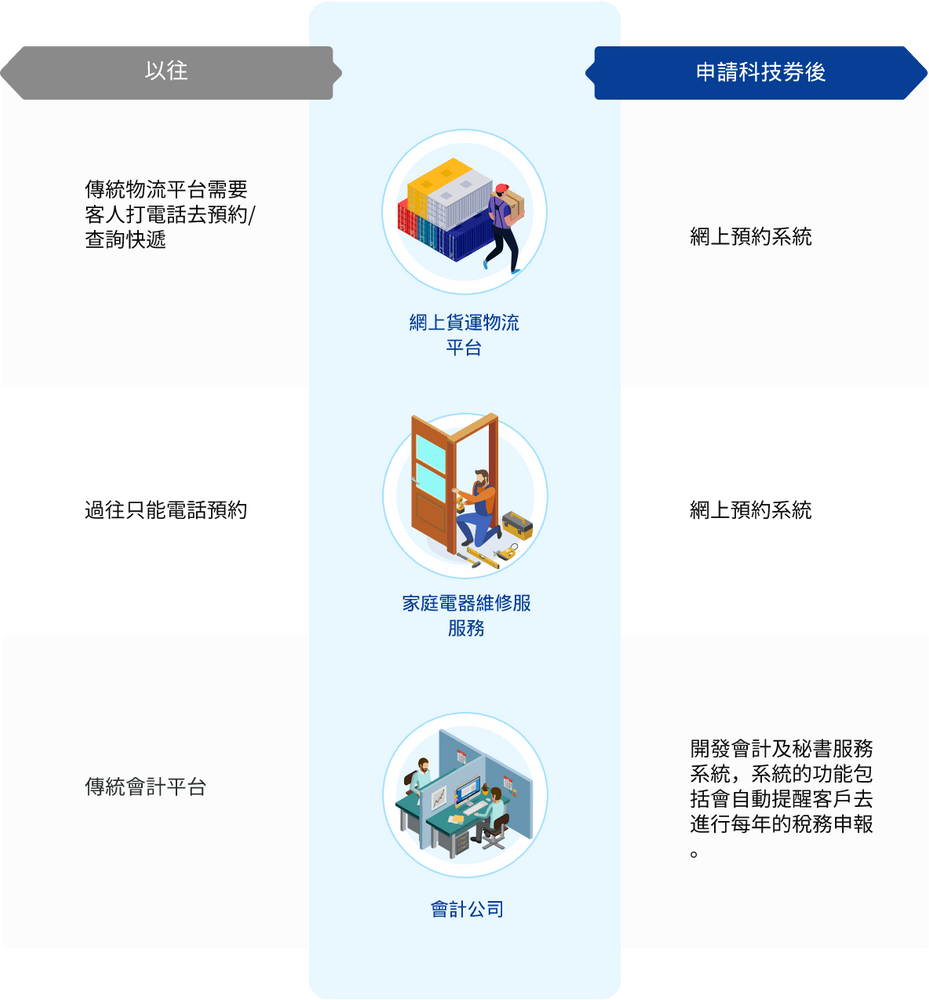 以往
申請科技券後
傳統物流平台需要
客人打電話去預約/
查詢快遞
網上貨運物流
平台
網上預約系統
過往只能電話預約
家庭電器維修服
服務
網上預約系統
傳統會計平台
會計公司
開發會計及秘書服務
系統，系統的功能包
括會自動提醒客戶去
進行每年的稅務申報
。